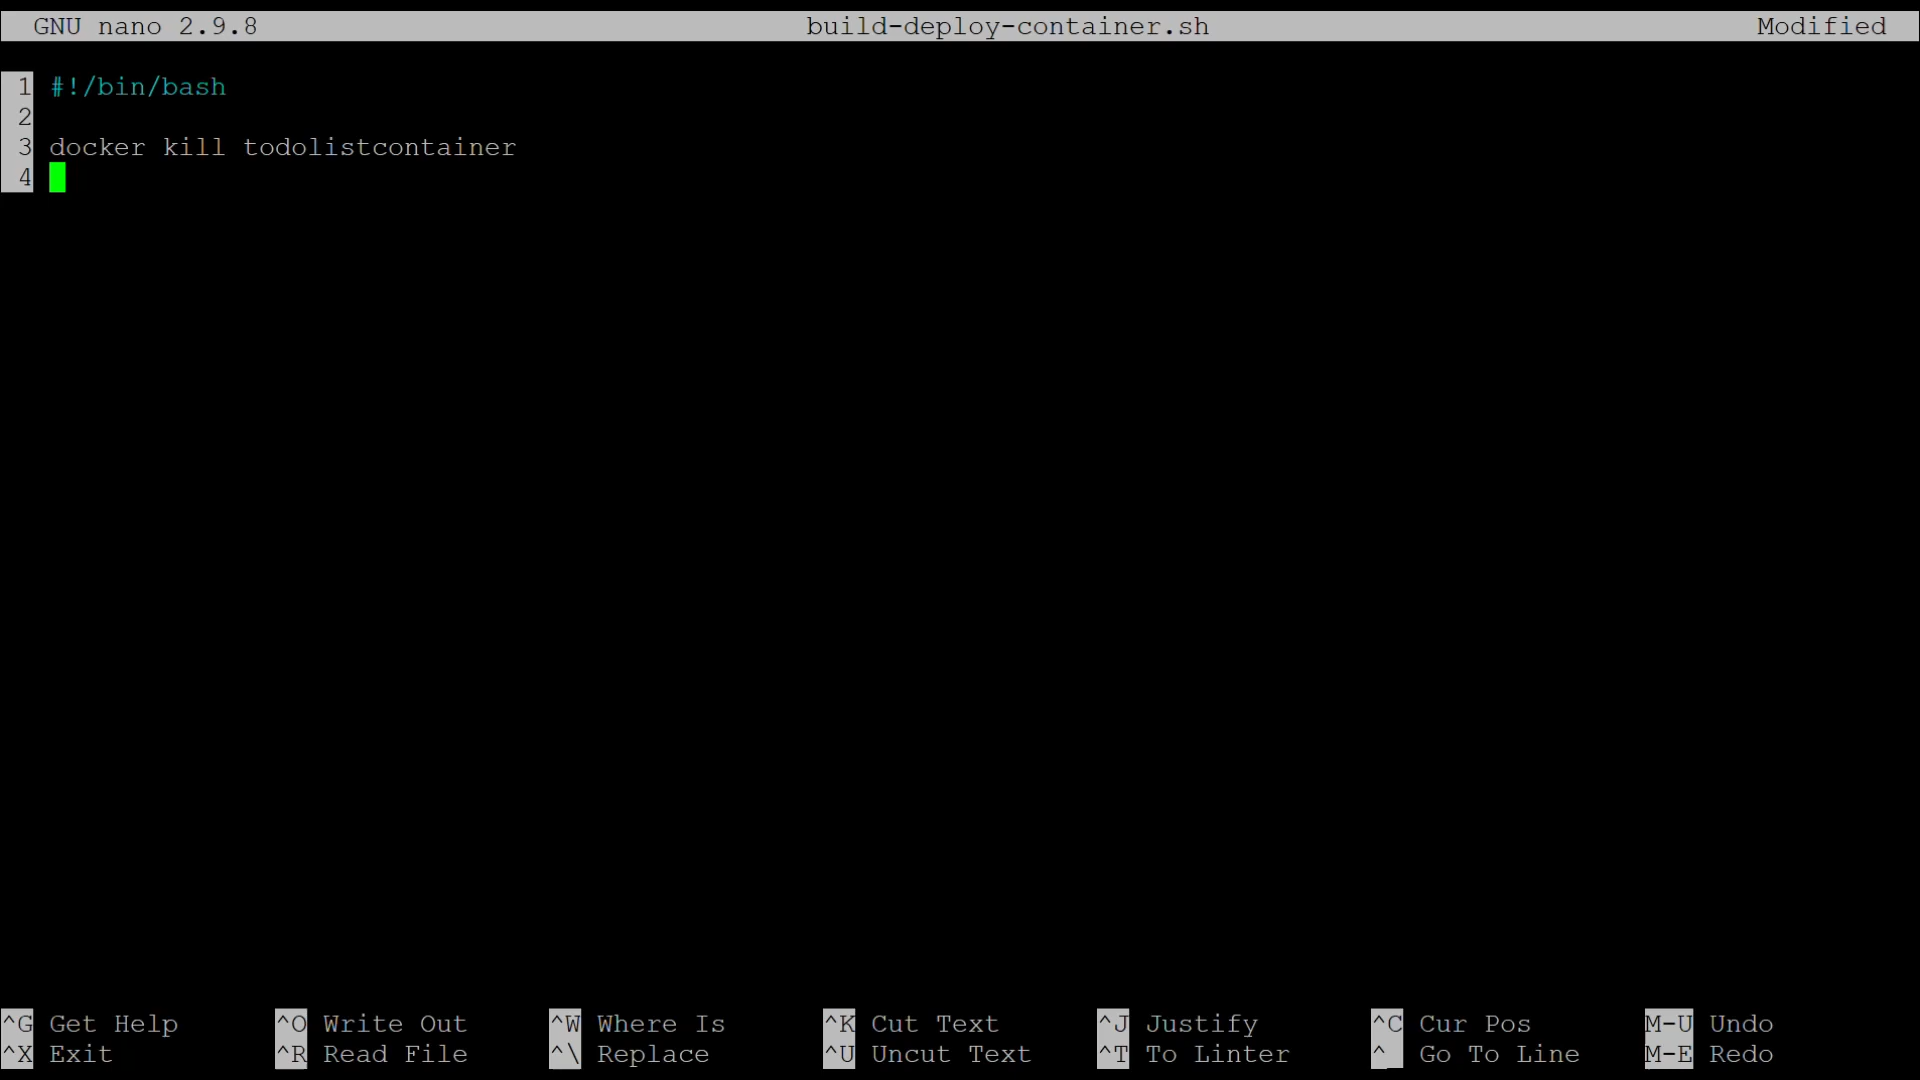 GNU nano 2.9.8 build-deploy-container.sh Modified
1 #!/bin/bash
2
3 docker kill todolistcontainer
4
^G Get Help ^O Write Out ^W Where Is ^K Cut Text ^J Justify ^C Cur Pos M-U Undo
^X Exit ^R Read File ^\ Replace ^U Uncut Text ^T To Linter ^_ Go To Line M-E Redo